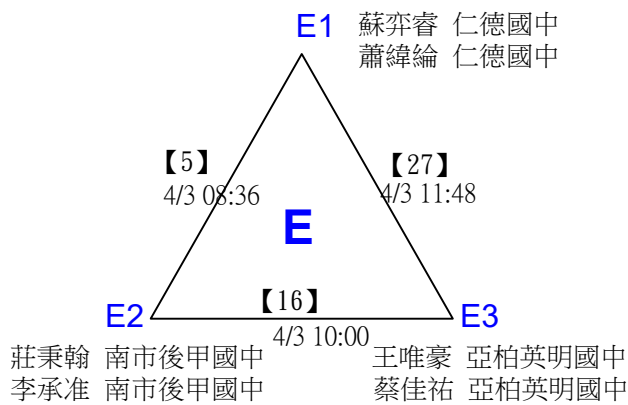 E1 蘇弈睿 仁德國中
蕭緯綸 仁德國中
【5】 【27】
4/3 08:36 4/3 11:48
E
【16】
E2 E3
4/3 10:00
莊秉翰 南市後甲國中 王唯豪 亞柏英明國中
李承准 南市後甲國中 蔡佳祐 亞柏英明國中